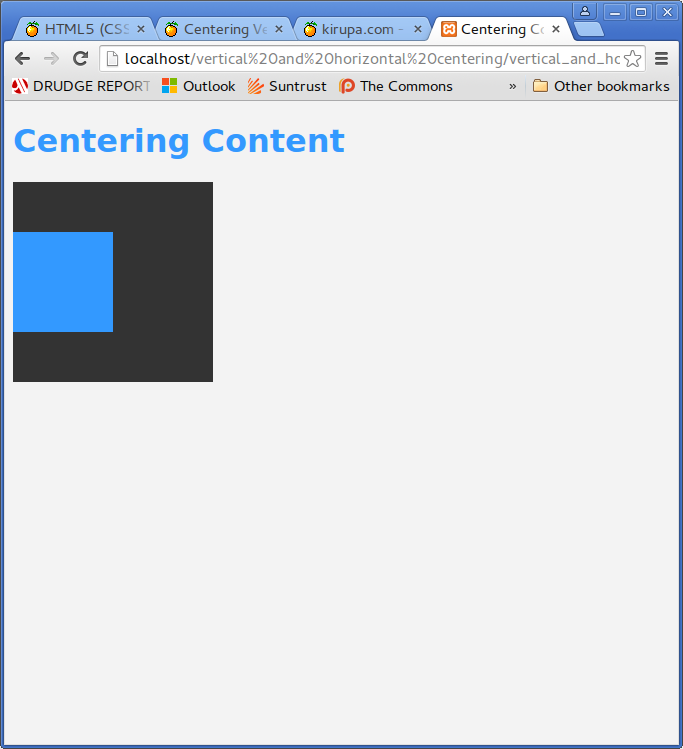 HTML5 (CSS
Centering Ve
kirupa.com -
Centering Co
localhost/vertical%20and%20horizontal%20centering/vertical_and_ho
DRUDGE REPORT
Outlook
Suntrust
The Commons
»
Other bookmarks
Centering Content